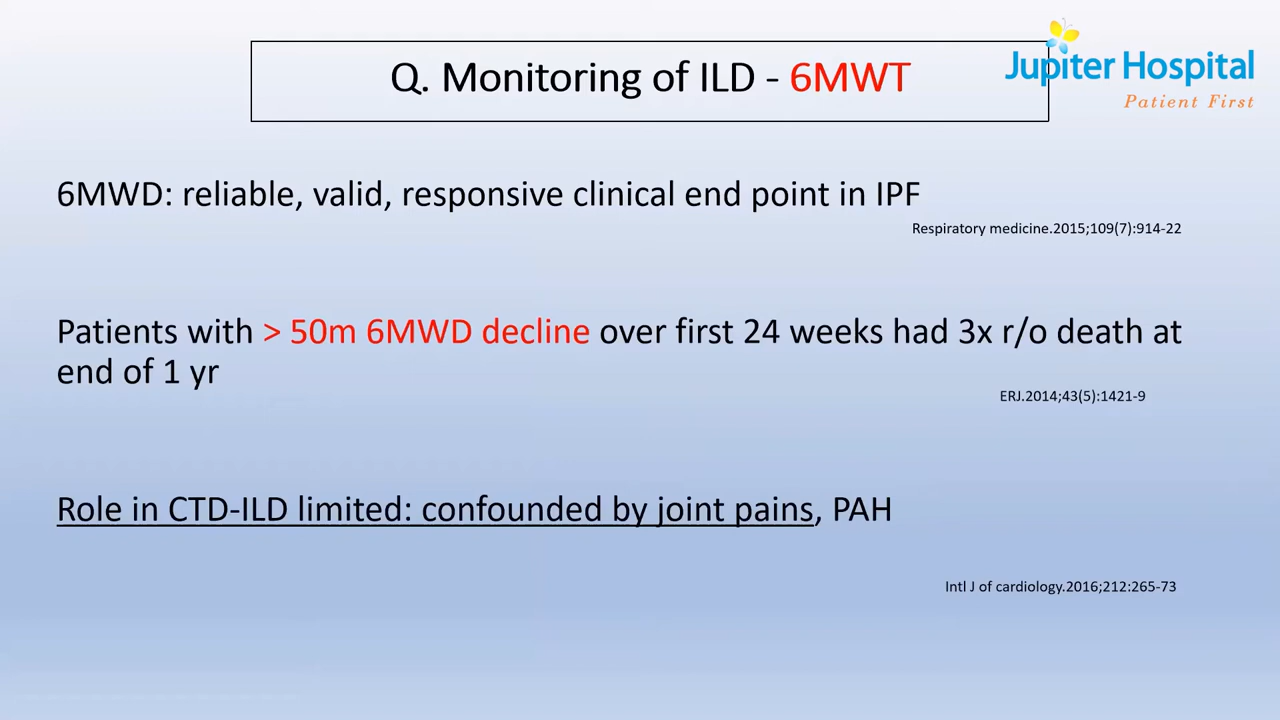 Q. Monitoring of ILD - 6MWT
Jupiter Hospital
Patient First
6MWD: reliable, valid, responsive clinical end point in IPF
Respiratory medicine.2015;109(7):914-22
Patients with > 50m 6MWD decline over first 24 weeks had 3x r/o death at
end of 1 yr
ERJ.2014;43(5):1421-9
Role in CTD-ILD limited: confounded by joint pains, PAH
Intl J of cardiology.2016;212:265-73